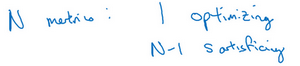 N metrics : 1 optimizing
N-1 satisficing